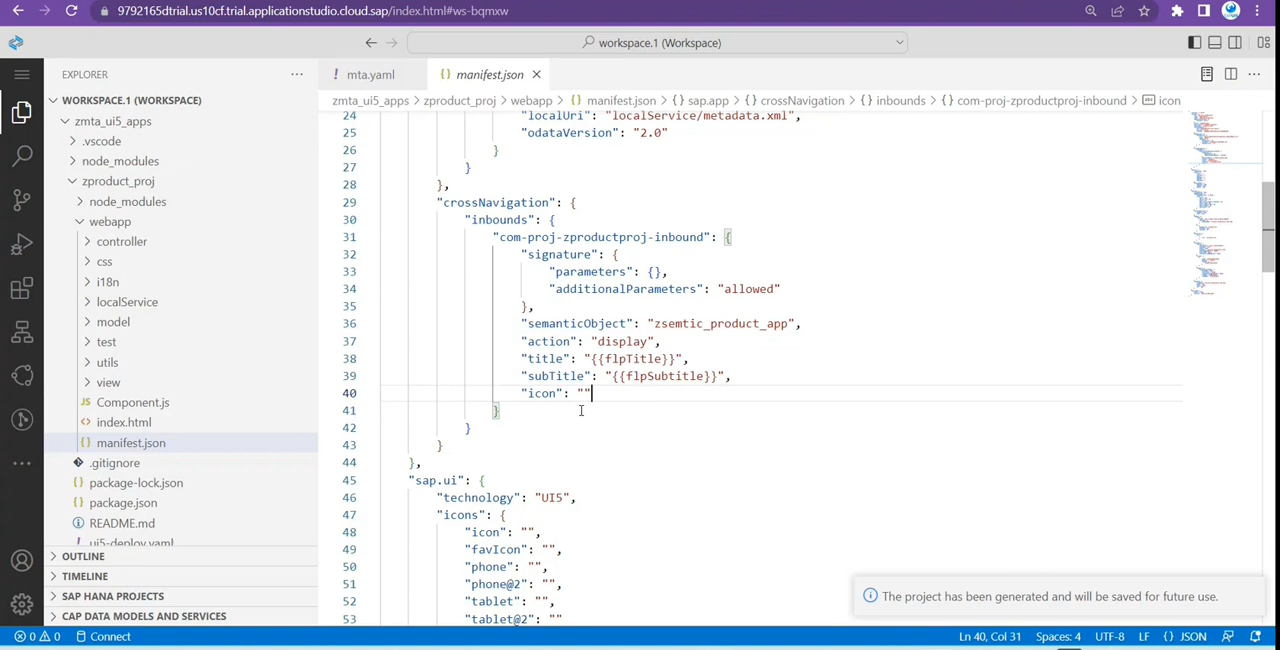 9792165dtrial.us10cf.trial.applicationstudio.cloud.sap/index.html#ws-bqmxw
workspace.1 (Workspace)
EXPLORER
WORKSPACE.1 (WORKSPACE)
zmta_ui5_apps
.vscode
node_modules
zproduct_proj
node_modules
webapp
controller
css
i18n
localService
model
test
utils
view
JS Component.js
<> index.html
{} manifest.json
.gitignore
{} package-lock.json
{} package.json
README.md
! ui5-deploy.yaml
OUTLINE
TIMELINE
SAP HANA PROJECTS
CAP DATA MODELS AND SERVICES
! mta.yaml
{} manifest.json
zmta_ui5_apps > zproduct_proj > webapp > {} manifest.json > {} sap.app > {} crossNavigation > {} inbounds > {} com-proj-zproductproj-inbound > icon
24 "localUri": "localService/metadata.xml",
25 "odataVersion": "2.0"
26 }
27 }
28 },
29 "crossNavigation": {
30 "inbounds": {
31 "com-proj-zproductproj-inbound": {
32 "signature": {
33 "parameters": {},
34 "additionalParameters": "allowed"
35 },
36 "semanticObject": "zsemtic_product_app",
37 "action": "display",
38 "title": "{{flpTitle}}",
39 "subTitle": "{{flpSubtitle}}",
40 "icon": ""
41 }
42 }
43 }
44 },
45 "sap.ui": {
46 "technology": "UI5",
47 "icons": {
48 "icon": "",
49 "favIcon": "",
50 "phone": "",
51 "phone@2": "",
52 "tablet": "",
53 "tablet@2": ""
The project has been generated and will be saved for future use.
0 0 Connect
Ln 40, Col 31 Spaces: 4 UTF-8 LF {} JSON